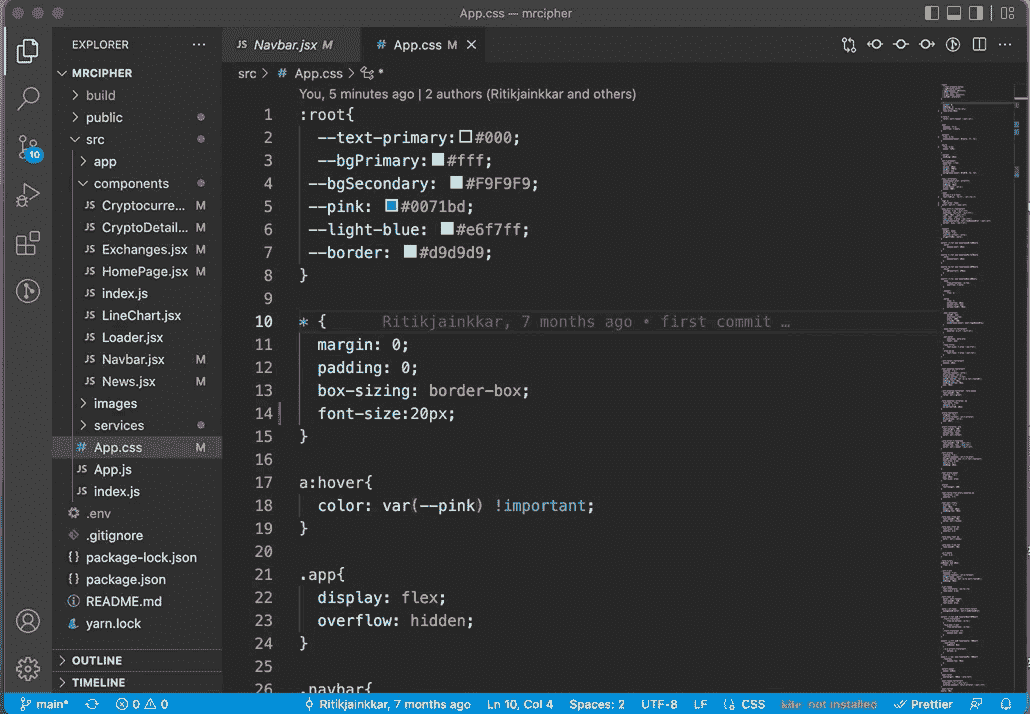 App.css — mrcipher
EXPLORER
MRCIPHER
build
public
src
app
components
JS Cryptocurre... M
JS CryptoDetail... M
JS Exchanges.jsx M
JS HomePage.jsx M
JS index.js
JS LineChart.jsx
JS Loader.jsx
JS Navbar.jsx M
JS News.jsx M
images
services
# App.css M
JS App.js
JS index.js
.env
.gitignore
{} package-lock.json
{} package.json
README.md
yarn.lock
OUTLINE
TIMELINE
10
JS Navbar.jsx M
# App.css M
src > # App.css > *
You, 5 minutes ago | 2 authors (Ritikjainkkar and others)
1 :root{
2 --text-primary:#000;
3 --bgPrimary:#fff;
4 --bgSecondary: #F9F9F9;
5 --pink: #0071bd;
6 --light-blue: #e6f7ff;
7 --border: #d9d9d9;
8 }
9
10 * { Ritikjainkkar, 7 months ago • first commit …
11 margin: 0;
12 padding: 0;
13 box-sizing: border-box;
14 font-size:20px;
15 }
16
17 a:hover{
18 color: var(--pink) !important;
19 }
20
21 .app{
22 display: flex;
23 overflow: hidden;
24 }
25
26 .navbar{
main* 0 0 Ritikjainkkar, 7 months ago Ln 10, Col 4 Spaces: 2 UTF-8 LF {} CSS kite: not installed Prettier